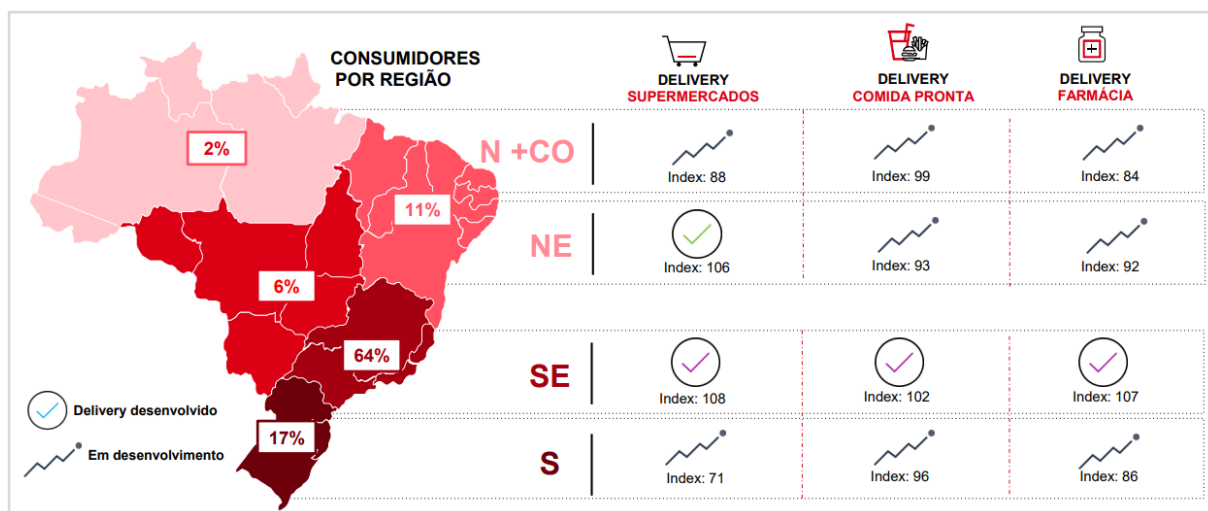 CONSUMIDORES
POR REGIÃO
DELIVERY
SUPERMERCADOS
DELIVERY
COMIDA PRONTA
DELIVERY
FARMÁCIA
2%
11%
6%
64%
17%
N +CO
Index: 88
Index: 99
Index: 84
NE
Index: 106
Index: 93
Index: 92
SE
Index: 108
Index: 102
Index: 107
S
Index: 71
Index: 96
Index: 86
Delivery desenvolvido
Em desenvolvimento